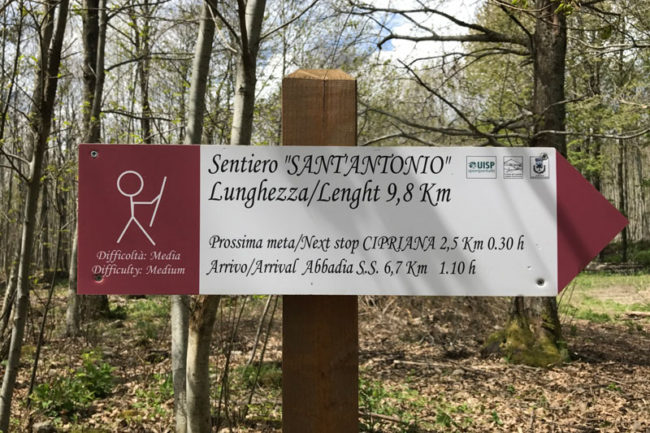 Sentiero "SANT'ANTONIO"
Lunghezza/Lenght 9,8 Km
UISP
Prossima meta/Next stop CIPRIANA 2,5 Km 0.30 h
Arrivo/Arrival Abbadia S.S. 6,7 Km 1.10 h
Difficoltà: Media
Difficulty: Medium